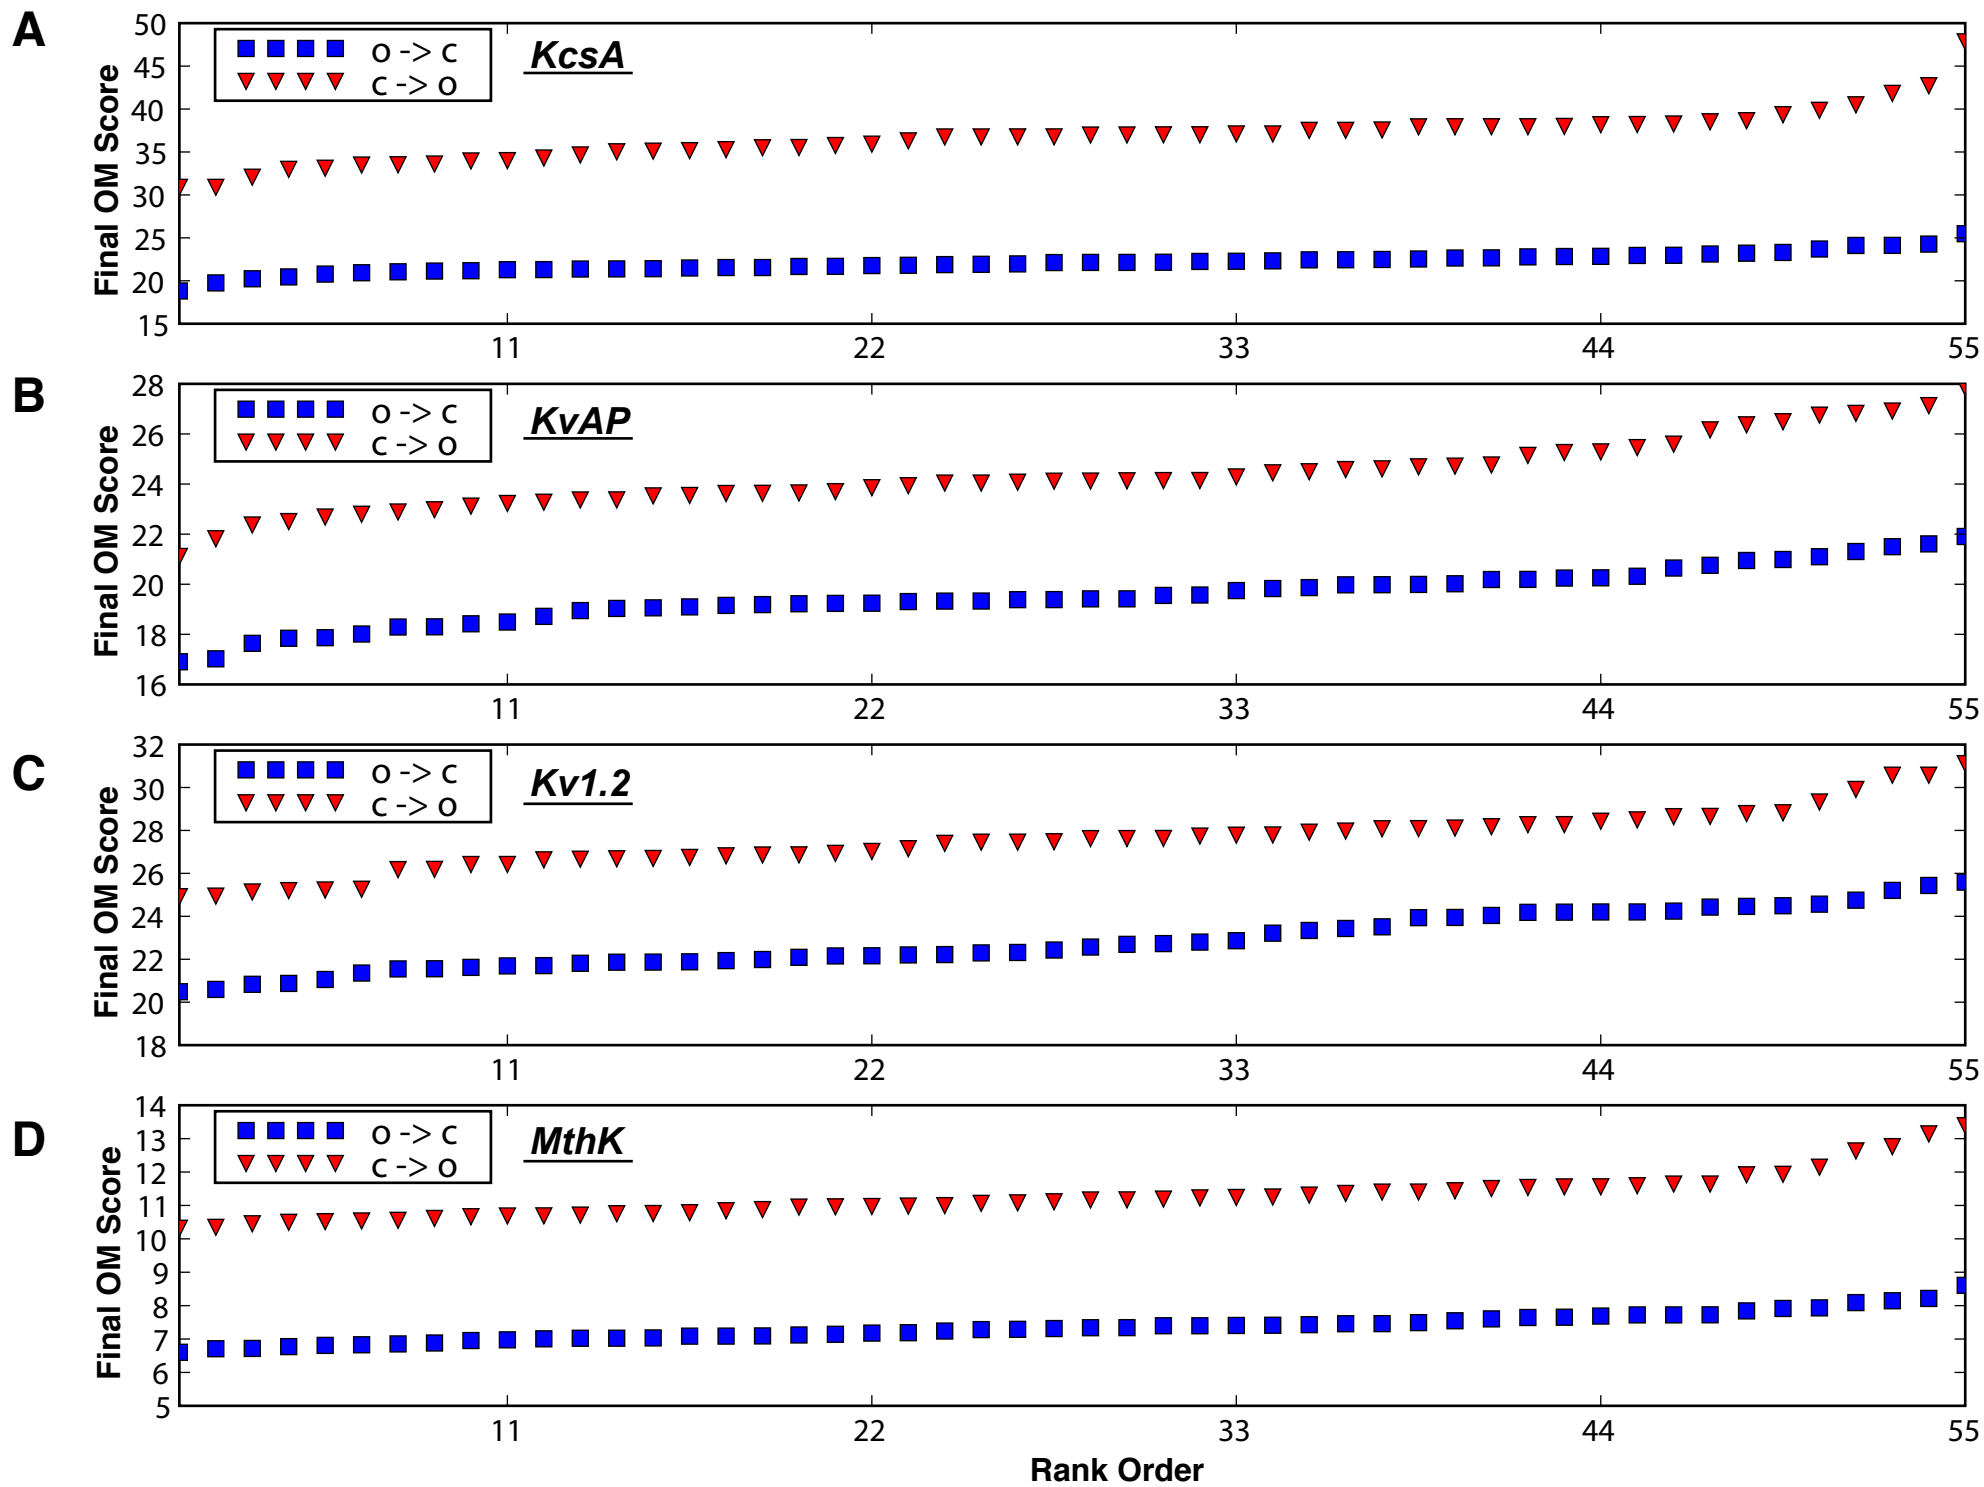 A
KcsA
o -> c
c -> o
Final OM Score
50
45
40
35
30
25
20
15
11 22 33 44 55
B
KvAP
o -> c
c -> o
Final OM Score
28
26
24
22
20
18
16
11 22 33 44 55
C
Kv1.2
o -> c
c -> o
Final OM Score
32
30
28
26
24
22
20
18
11 22 33 44 55
D
MthK
o -> c
c -> o
Final OM Score
14
13
12
11
10
9
8
7
6
5
11 22 33 44 55
Rank Order